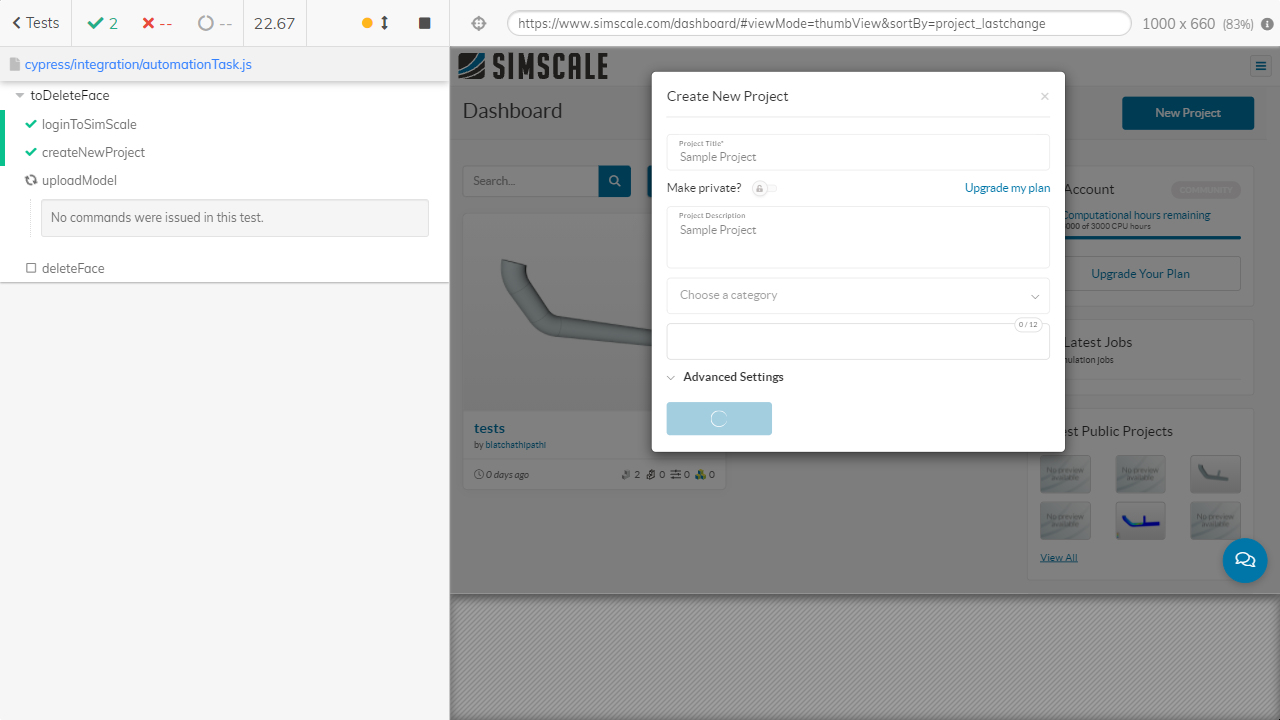 Tests
2
--
--
22.67
https://www.simscale.com/dashboard/#viewMode=thumbView&sortBy=project_lastchange
1000 x 660 (83%)
cypress/integration/automationTask.js
toDeleteFace
loginToSimScale
createNewProject
uploadModel
No commands were issued in this test.
deleteFace
SIMSCALE
Dashboard
New Project
Search...
Create New Project
×
Project Title*
Sample Project
Make private?
Upgrade my plan
Project Description
Sample Project
Choose a category
0 / 12
Advanced Settings
tests
by blatchathipathi
0 days ago
2
0
0
0
Account
COMMUNITY
Computational hours remaining
000 of 3000 CPU hours
Upgrade Your Plan
Latest Jobs
mulation jobs
est Public Projects
No preview available
No preview available
No preview available
No preview available
View All